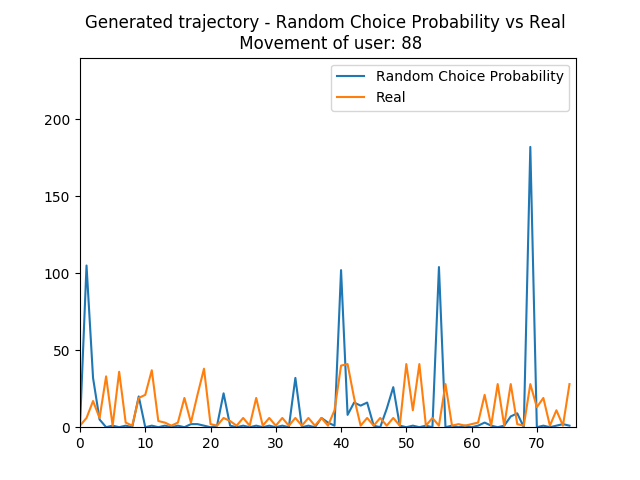 Generated trajectory - Random Choice Probability vs Real
Movement of user: 88
Random Choice Probability
Real
200
150
100
50
0
0 10 20 30 40 50 60 70